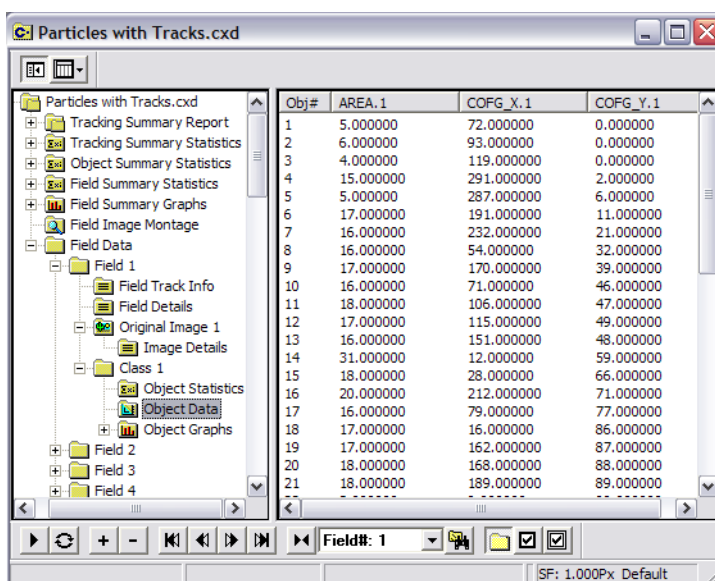 Particles with Tracks.cxd
Particles with Tracks.cxd
Tracking Summary Report
Tracking Summary Statistics
Object Summary Statistics
Field Summary Statistics
Field Summary Graphs
Field Image Montage
Field Data
Field 1
Field Track Info
Field Details
Original Image 1
Image Details
Class 1
Object Statistics
Object Data
Object Graphs
Field 2
Field 3
Field 4
Obj# AREA.1 COFG_X.1 COFG_Y.1
1 5.000000 72.000000 0.000000
2 6.000000 93.000000 0.000000
3 4.000000 119.000000 0.000000
4 15.000000 291.000000 2.000000
5 5.000000 287.000000 6.000000
6 17.000000 191.000000 11.000000
7 16.000000 232.000000 21.000000
8 16.000000 54.000000 32.000000
9 17.000000 170.000000 39.000000
10 16.000000 71.000000 46.000000
11 18.000000 106.000000 47.000000
12 17.000000 115.000000 49.000000
13 16.000000 151.000000 48.000000
14 31.000000 12.000000 59.000000
15 18.000000 28.000000 66.000000
16 20.000000 212.000000 71.000000
17 16.000000 79.000000 77.000000
18 17.000000 16.000000 86.000000
19 17.000000 162.000000 87.000000
20 18.000000 168.000000 88.000000
21 18.000000 189.000000 89.000000
Field#: 1
SF: 1.000Px Default